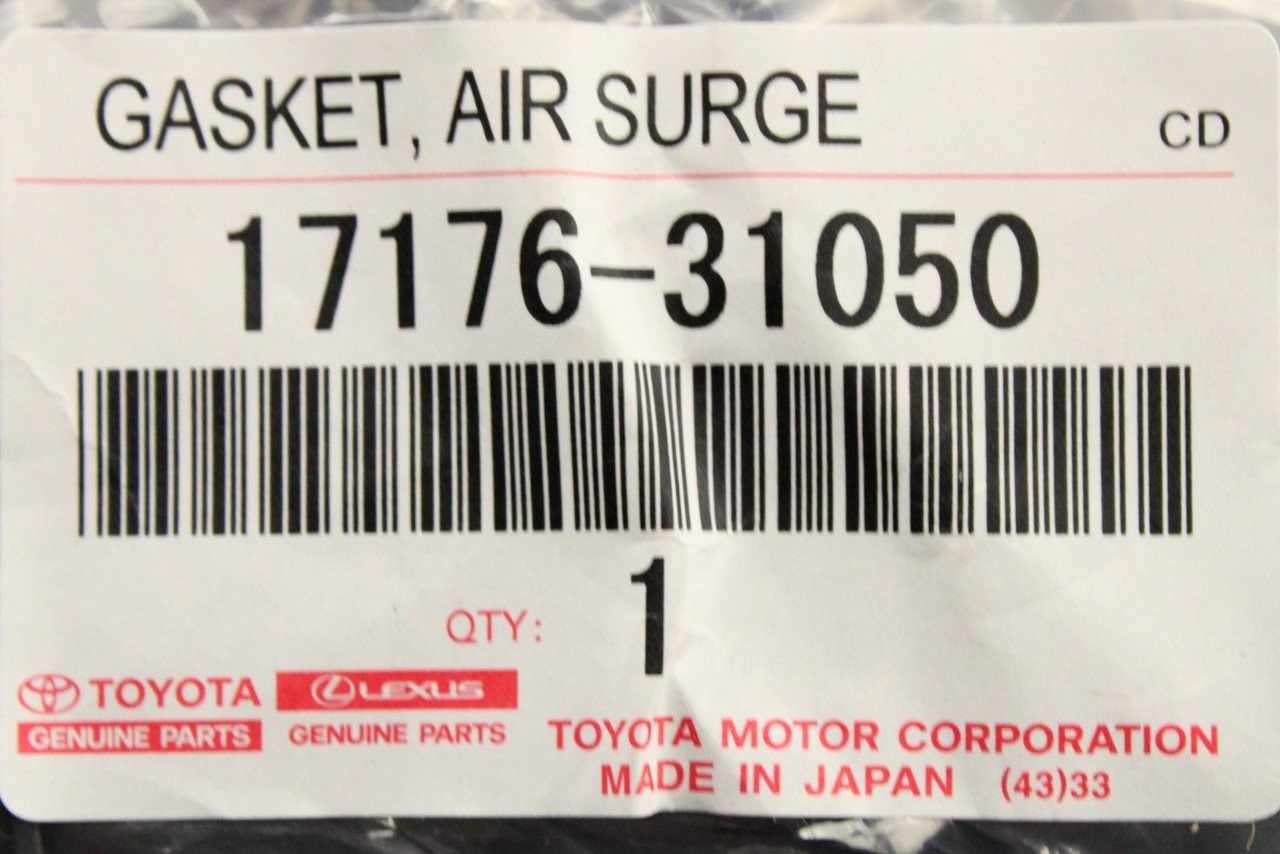 GASKET, AIR SURGE CD
17176-31050
QTY: 1
TOYOTA LEXUS
GENUINE PARTS GENUINE PARTS
TOYOTA MOTOR CORPORATION
MADE IN JAPAN (43)33